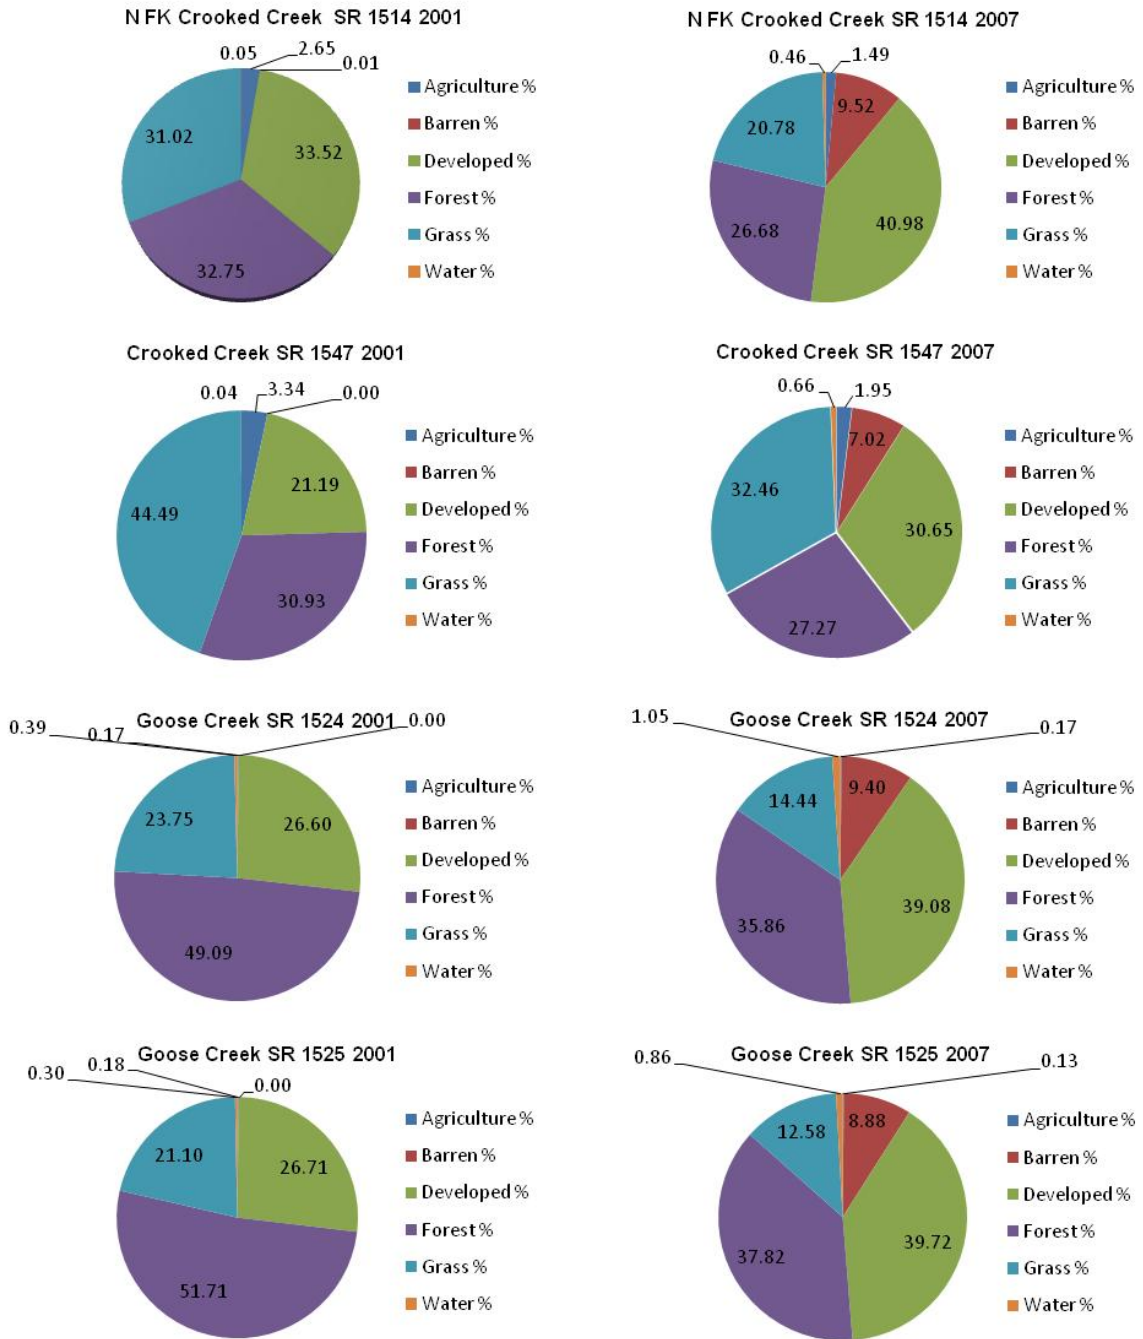 N FK Crooked Creek SR 1514 2001
0.05
2.65
0.01
31.02
33.52
32.75
Agriculture %
Barren %
Developed %
Forest %
Grass %
Water %
N FK Crooked Creek SR 1514 2007
0.46
1.49
9.52
20.78
40.98
26.68
Agriculture %
Barren %
Developed %
Forest %
Grass %
Water %
Crooked Creek SR 1547 2001
0.04
3.34
0.00
21.19
44.49
30.93
Agriculture %
Barren %
Developed %
Forest %
Grass %
Water %
Crooked Creek SR 1547 2007
0.66
1.95
7.02
32.46
30.65
27.27
Agriculture %
Barren %
Developed %
Forest %
Grass %
Water %
Goose Creek SR 1524 2001
0.39
0.17
0.00
23.75
26.60
49.09
Agriculture %
Barren %
Developed %
Forest %
Grass %
Water %
Goose Creek SR 1524 2007
1.05
0.17
9.40
14.44
39.08
35.86
Agriculture %
Barren %
Developed %
Forest %
Grass %
Water %
Goose Creek SR 1525 2001
0.30
0.18
0.00
21.10
26.71
51.71
Agriculture %
Barren %
Developed %
Forest %
Grass %
Water %
Goose Creek SR 1525 2007
0.86
0.13
8.88
12.58
39.72
37.82
Agriculture %
Barren %
Developed %
Forest %
Grass %
Water %